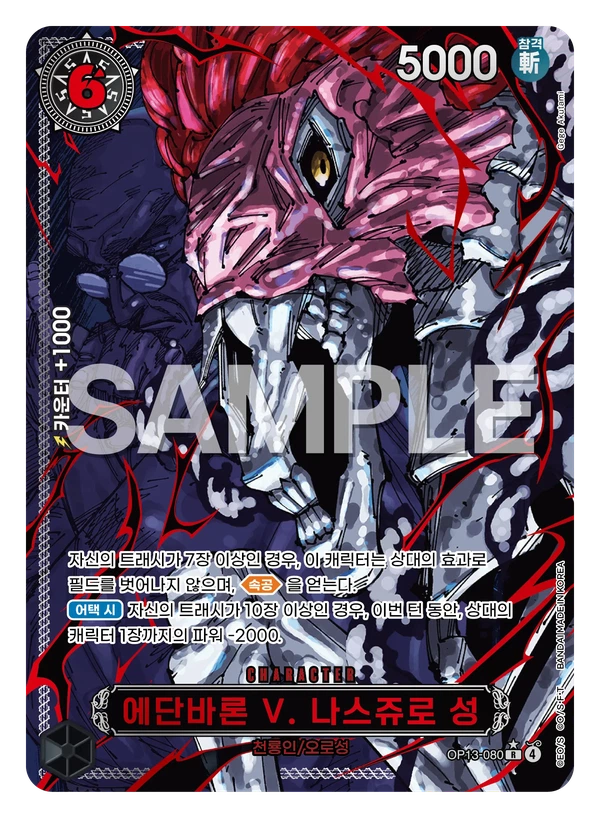 6
5000
참격
斬
Gege Akutami
카운터 +1000
SAMPLE
자신의 트래시가 7장 이상인 경우, 이 캐릭터는 상대의 효과로
필드를 벗어나지 않으며, 속공 을 얻는다.
어택 시 자신의 트래시가 10장 이상인 경우, 이번 턴 동안, 상대의
캐릭터 1장까지의 파워 -2000.
CHARACTER
에단바론 V. 나스쥬로 성
천룡인/오로성
OP13-080 R 4
©EO/S ©O/S·F·T BANDAI MADE IN KOREA